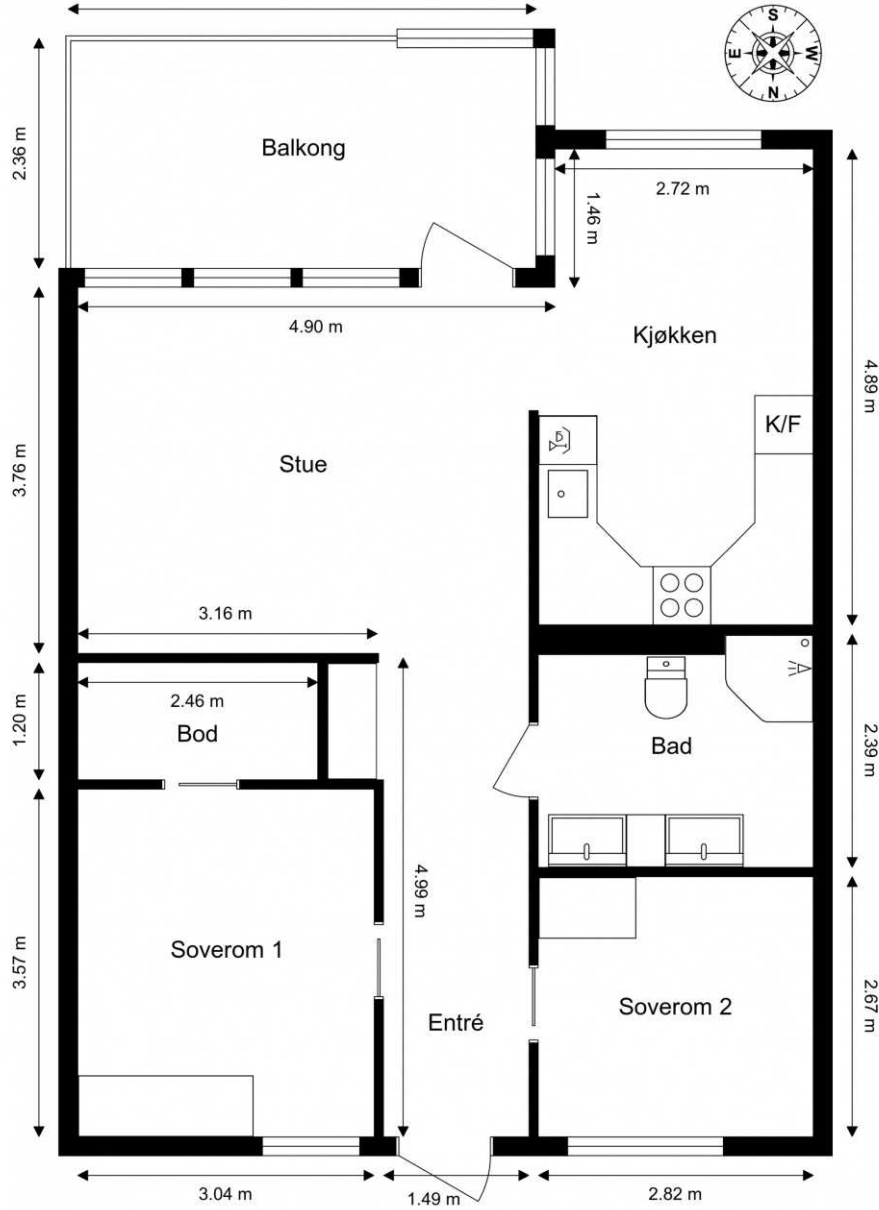 S
E
W
N
2.36 m
Balkong
2.72 m
1.46 m
4.90 m
Kjøkken
4.89 m
K/F
3.76 m
Stue
3.16 m
2.46 m
1.20 m
Bod
Bad
2.39 m
4.99 m
3.57 m
Soverom 1
Entré
Soverom 2
2.67 m
3.04 m
1.49 m
2.82 m